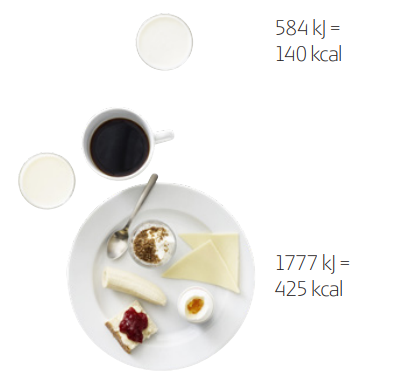 584 kJ =
140 kcal
1777 kJ =
425 kcal